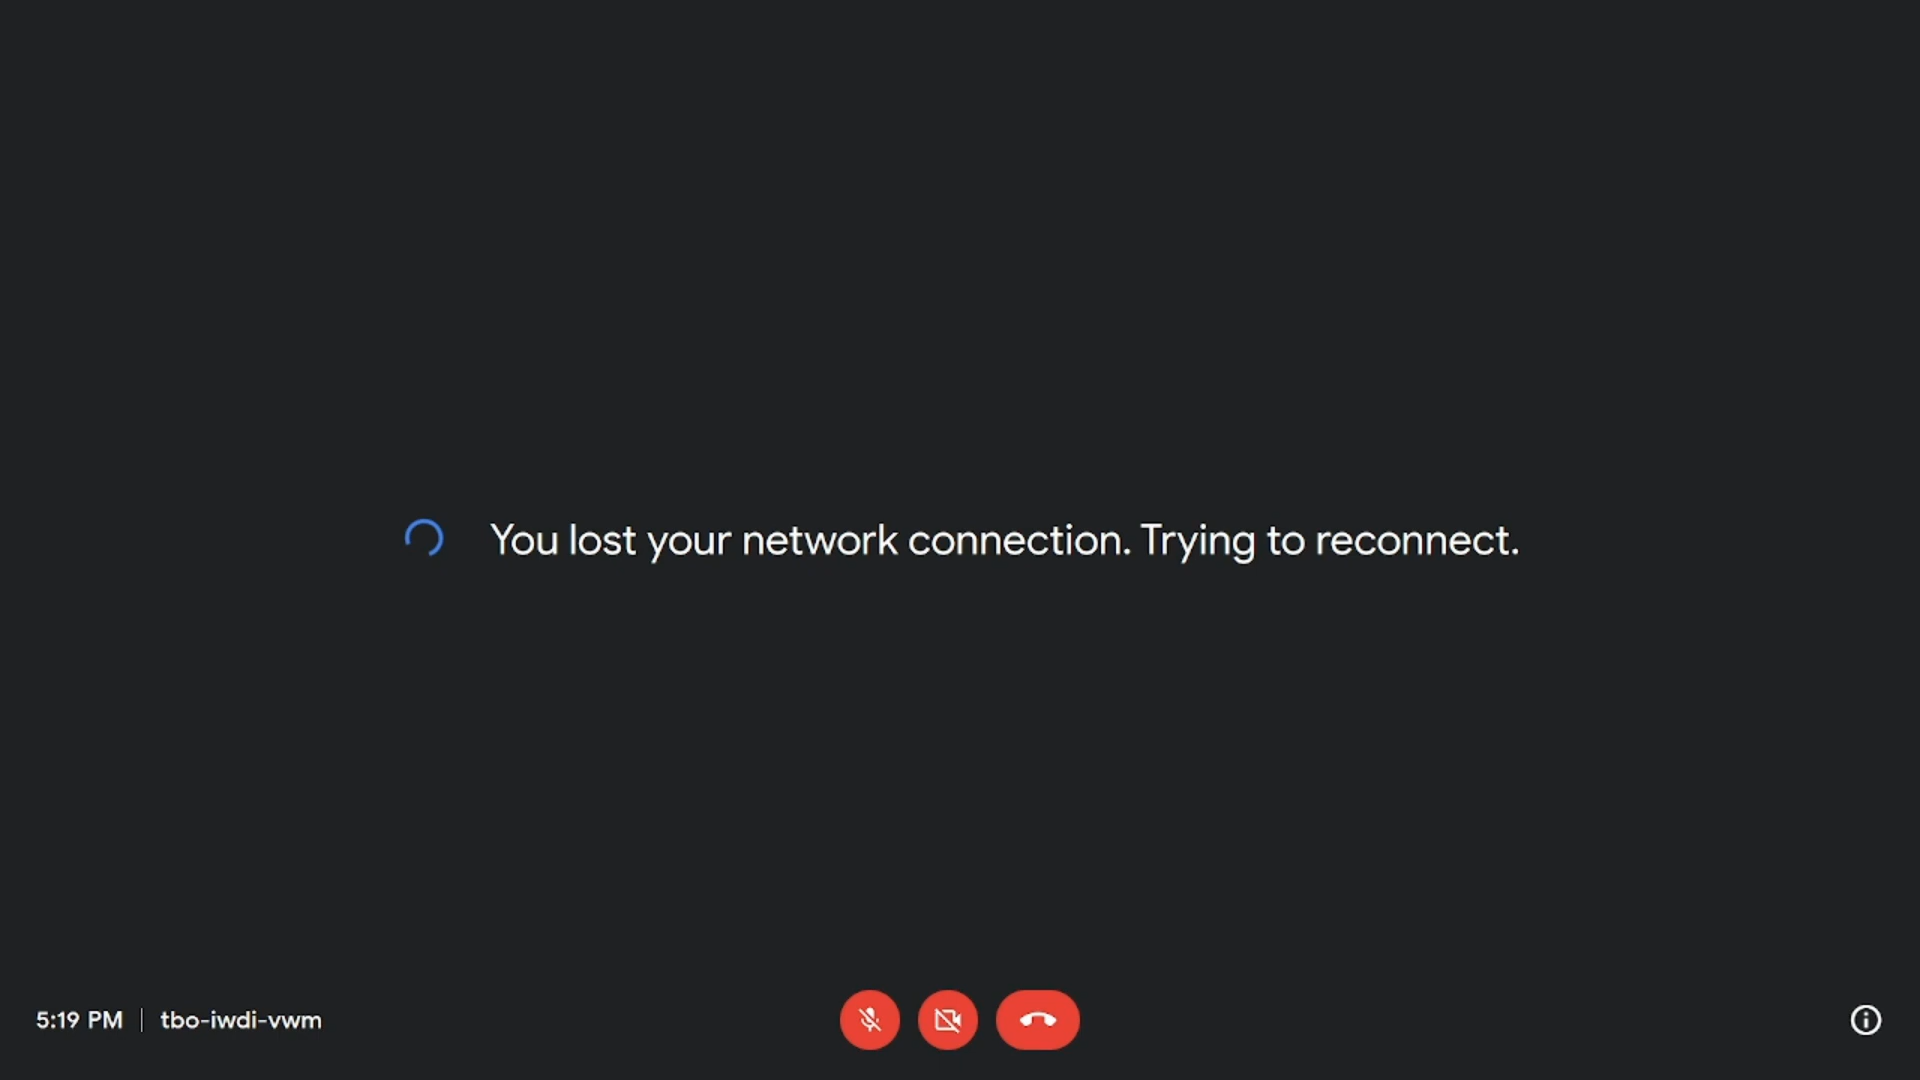 You lost your network connection. Trying to reconnect.
5:19 PM | tbo-iwdi-vwm